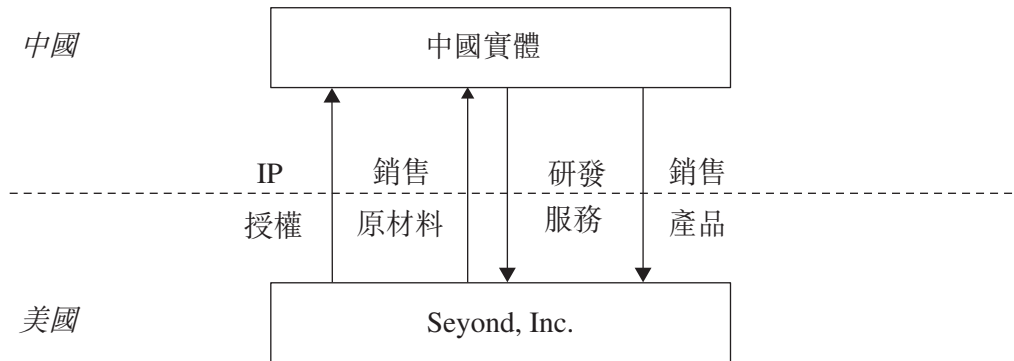 中國
中國實體
IP 銷售 研發 銷售
授權 原材料 服務 產品
美國
Seyond, Inc.